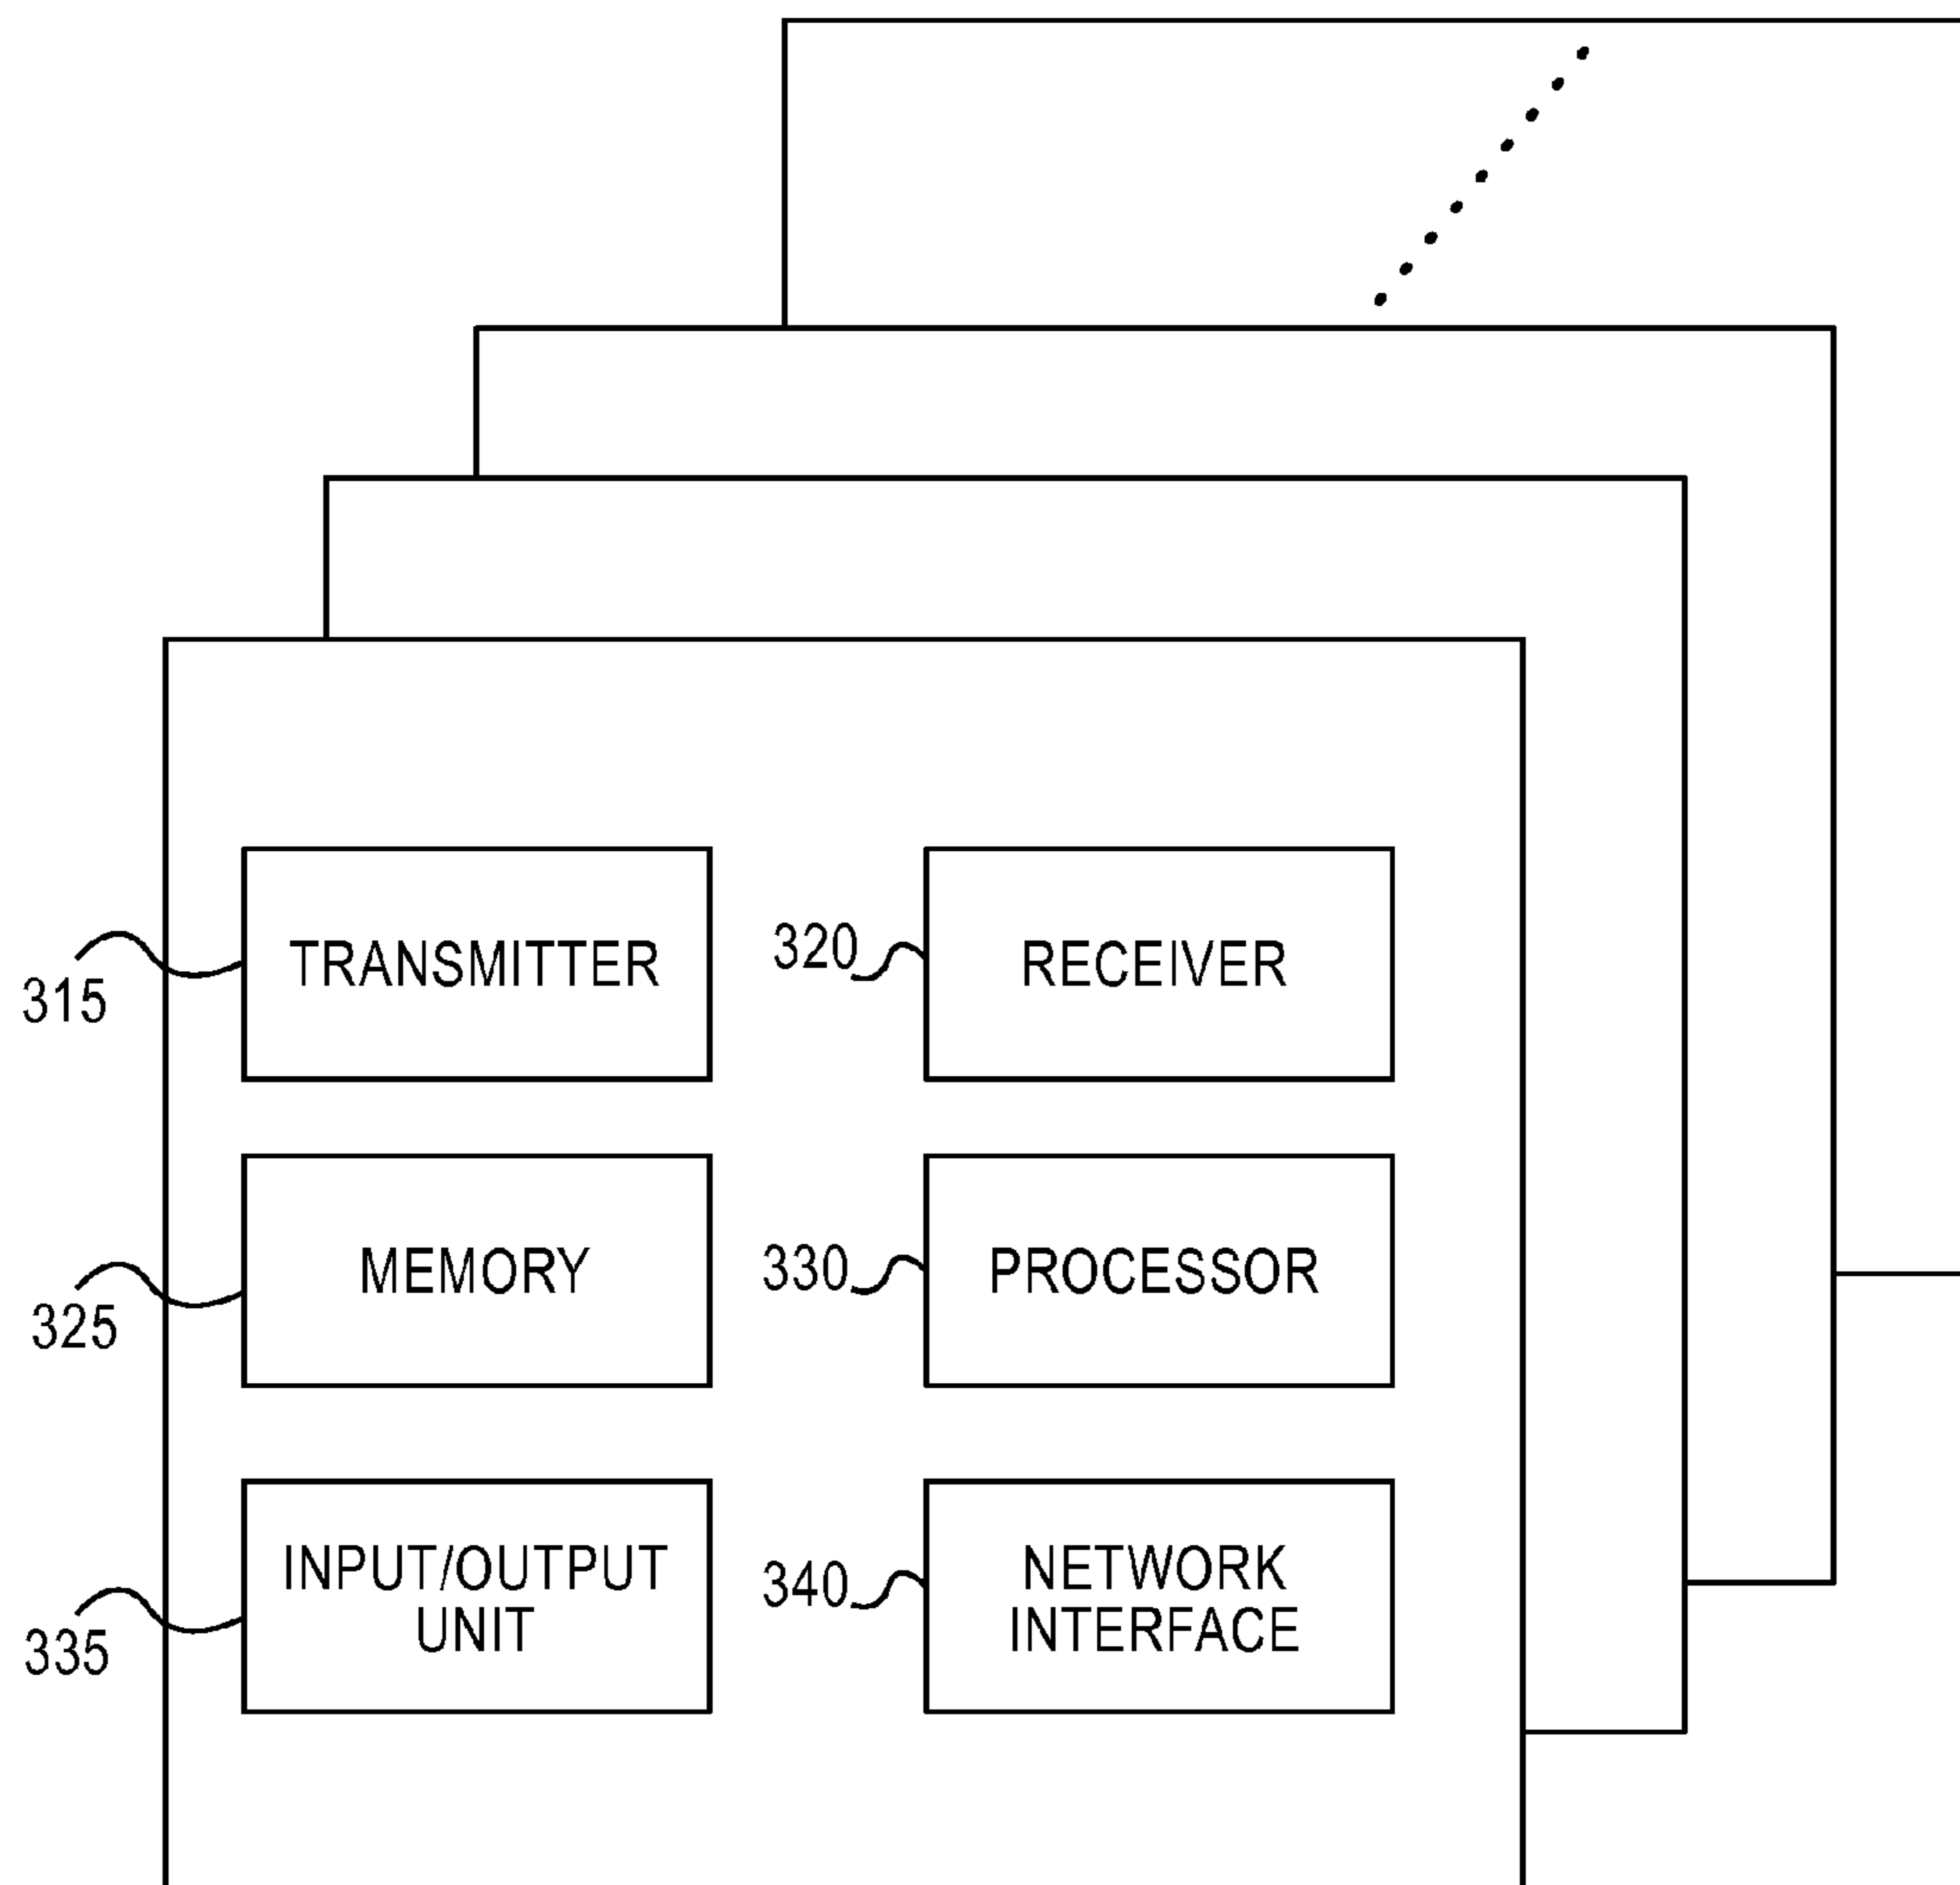 315
TRANSMITTER
320
RECEIVER
325
MEMORY
330
PROCESSOR
335
INPUT/OUTPUT
UNIT
340
NETWORK
INTERFACE